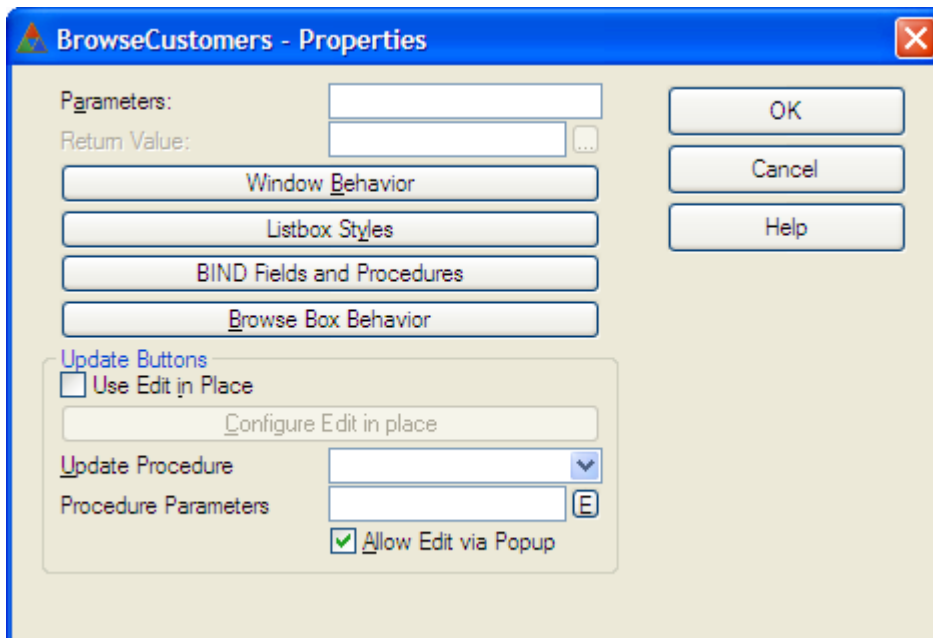 BrowseCustomers - Properties
Parameters:
OK
Return Value:
...
Window Behavior
Cancel
Listbox Styles
Help
BIND Fields and Procedures
Browse Box Behavior
Update Buttons
Use Edit in Place
Configure Edit in place
Update Procedure
Procedure Parameters
E
Allow Edit via Popup